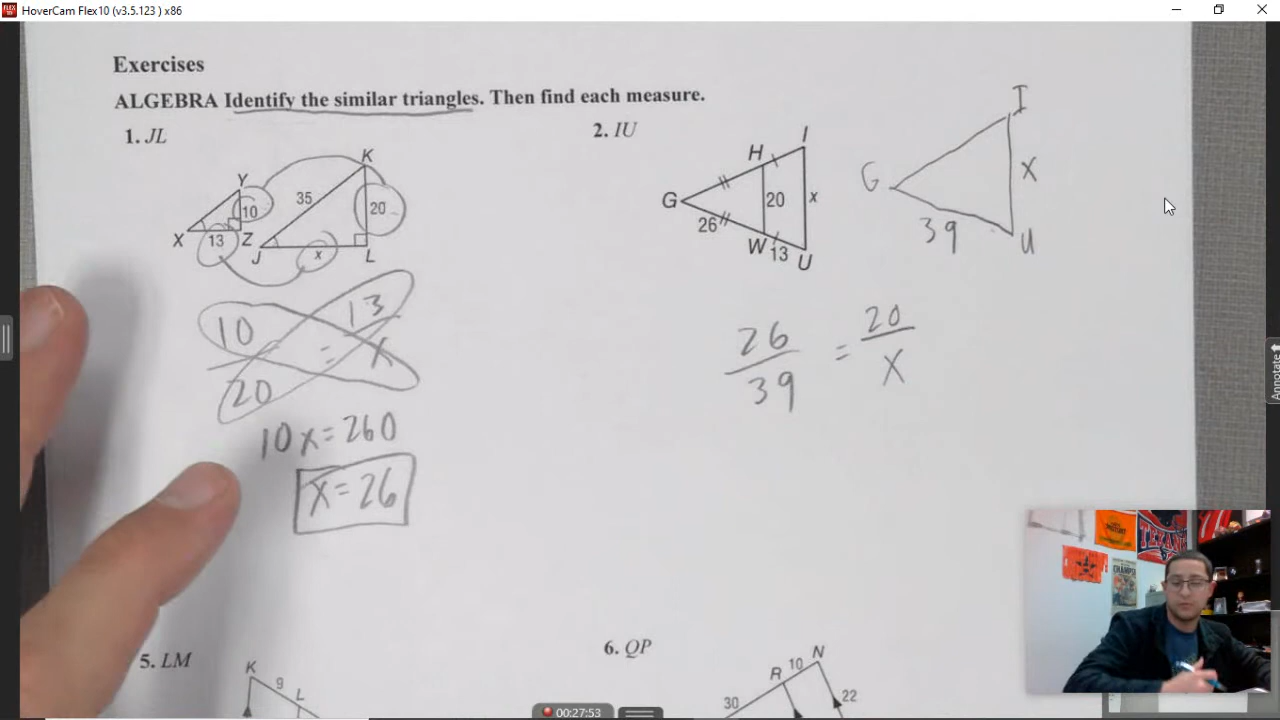 HoverCam Flex10 (v3.5.123 ) x86
Exercises
ALGEBRA Identify the similar triangles. Then find each measure.
1. JL
Y
K
35
10
20
X
13
Z
J
x
L
10
13
=
20
x
10x=260
x=26
2. IU
I
H
G
20
x
26
W
13
U
I
G
X
39
U
26
20
=
39
X
5. LM
K
9
L
6. QP
N
R
10
30
22
Annotate
TEXANS
00:27:53